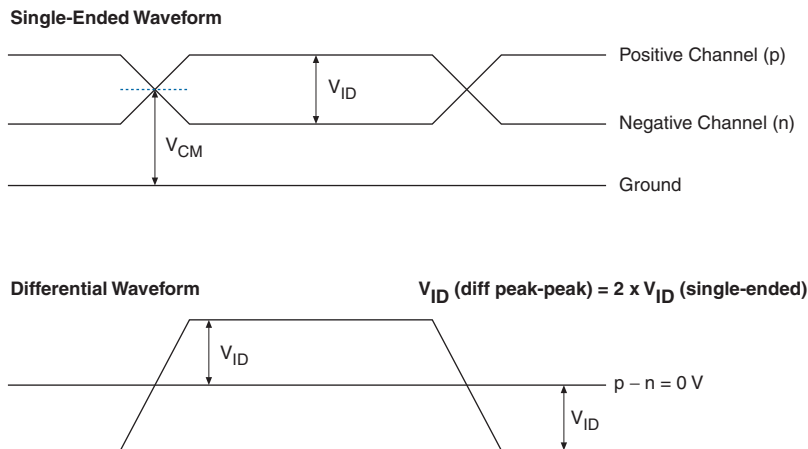 Single-Ended Waveform
Positive Channel (p)
V_ID
Negative Channel (n)
V_CM
Ground
Differential Waveform
V_ID (diff peak-peak) = 2 x V_ID (single-ended)
V_ID
p – n = 0 V
V_ID